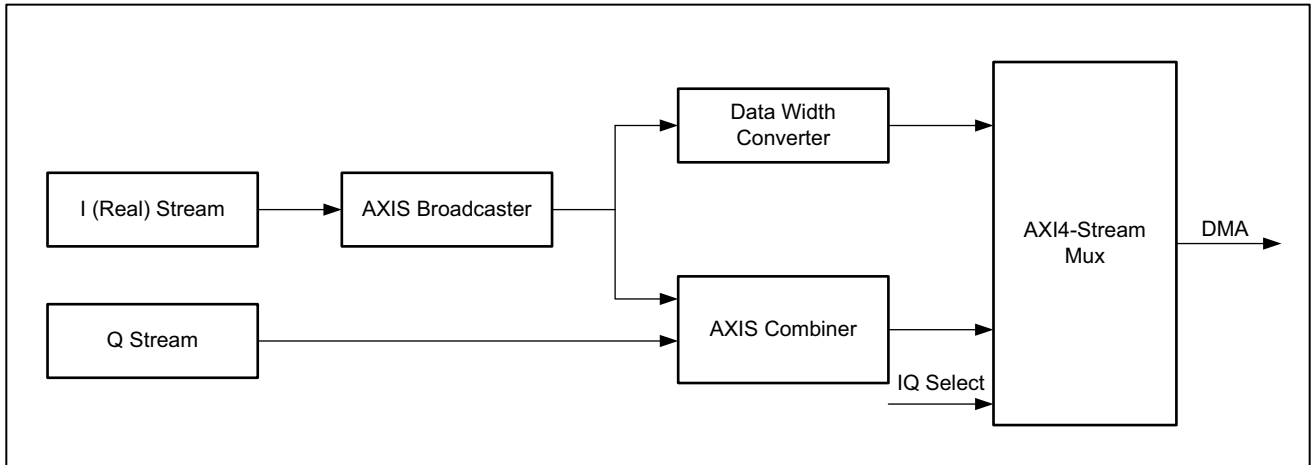 Data Width
Converter
I (Real) Stream
AXIS Broadcaster
AXI4-Stream
Mux
DMA
Q Stream
AXIS Combiner
IQ Select